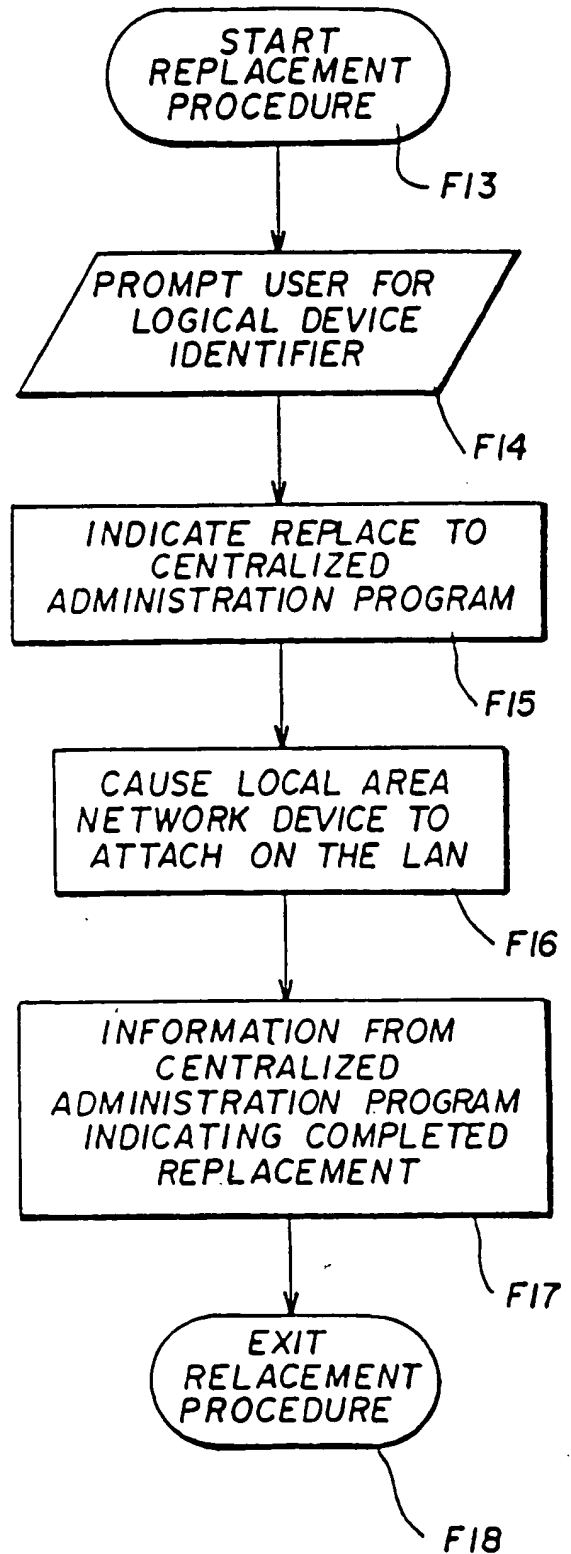 START
REPLACEMENT
PROCEDURE
F13
PROMPT USER FOR
LOGICAL DEVICE
IDENTIFIER
F14
INDICATE REPLACE TO
CENTRALIZED
ADMINISTRATION PROGRAM
F15
CAUSE LOCAL AREA
NETWORK DEVICE TO
ATTACH ON THE LAN
F16
INFORMATION FROM
CENTRALIZED
ADMINISTRATION PROGRAM
INDICATING COMPLETED
REPLACEMENT
F17
EXIT
RELACEMENT
PROCEDURE
F18